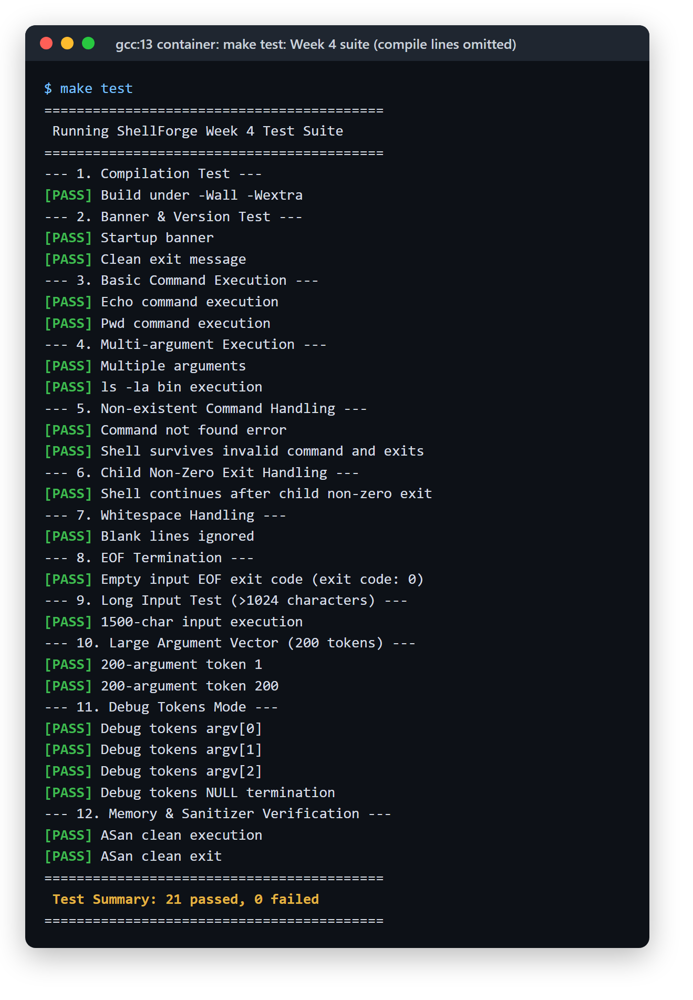 gcc:13 container: make test: Week 4 suite (compile lines omitted)
$ make test
==========================================
 Running ShellForge Week 4 Test Suite
==========================================
--- 1. Compilation Test ---
[PASS] Build under -Wall -Wextra
--- 2. Banner & Version Test ---
[PASS] Startup banner
[PASS] Clean exit message
--- 3. Basic Command Execution ---
[PASS] Echo command execution
[PASS] Pwd command execution
--- 4. Multi-argument Execution ---
[PASS] Multiple arguments
[PASS] ls -la bin execution
--- 5. Non-existent Command Handling ---
[PASS] Command not found error
[PASS] Shell survives invalid command and exits
--- 6. Child Non-Zero Exit Handling ---
[PASS] Shell continues after child non-zero exit
--- 7. Whitespace Handling ---
[PASS] Blank lines ignored
--- 8. EOF Termination ---
[PASS] Empty input EOF exit code (exit code: 0)
--- 9. Long Input Test (>1024 characters) ---
[PASS] 1500-char input execution
--- 10. Large Argument Vector (200 tokens) ---
[PASS] 200-argument token 1
[PASS] 200-argument token 200
--- 11. Debug Tokens Mode ---
[PASS] Debug tokens argv[0]
[PASS] Debug tokens argv[1]
[PASS] Debug tokens argv[2]
[PASS] Debug tokens NULL termination
--- 12. Memory & Sanitizer Verification ---
[PASS] ASan clean execution
[PASS] ASan clean exit
==========================================
 Test Summary: 21 passed, 0 failed
==========================================